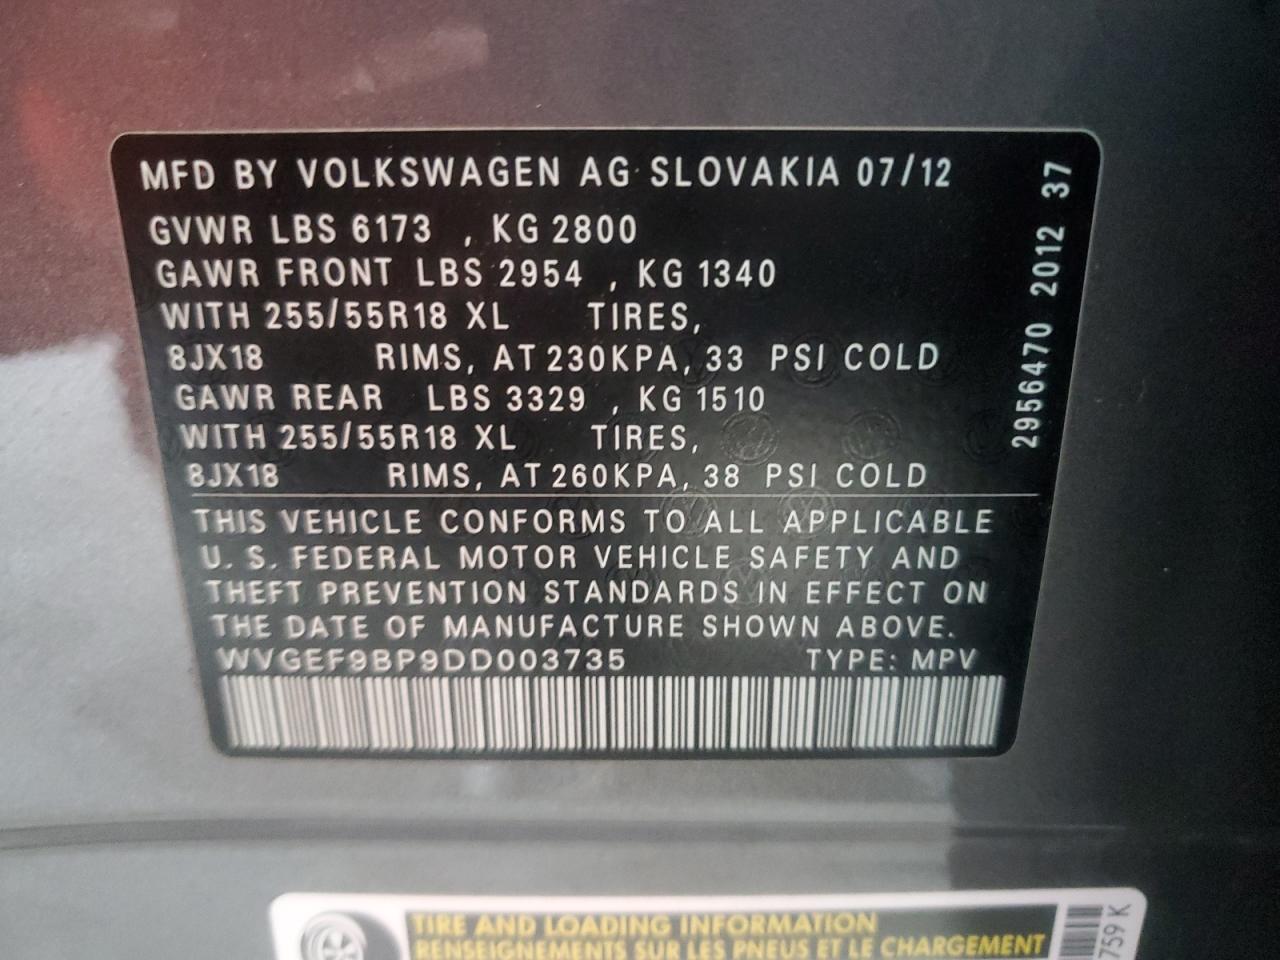 MFD BY VOLKSWAGEN AG SLOVAKIA 07/12
GVWR LBS 6173 , KG 2800
GAWR FRONT LBS 2954 , KG 1340
WITH 255/55R18 XL TIRES,
8JX18 RIMS, AT 230KPA, 33 PSI COLD
GAWR REAR LBS 3329 , KG 1510
WITH 255/55R18 XL TIRES,
8JX18 RIMS, AT 260KPA, 38 PSI COLD
THIS VEHICLE CONFORMS TO ALL APPLICABLE
U. S. FEDERAL MOTOR VEHICLE SAFETY AND
THEFT PREVENTION STANDARDS IN EFFECT ON
THE DATE OF MANUFACTURE SHOWN ABOVE.
WVGEF9BP9DD003735 TYPE: MPV
2956470 2012 37
TIRE AND LOADING INFORMATION
RENSEIGNEMENTS SUR LES PNEUS ET LE CHARGEMENT
759 K